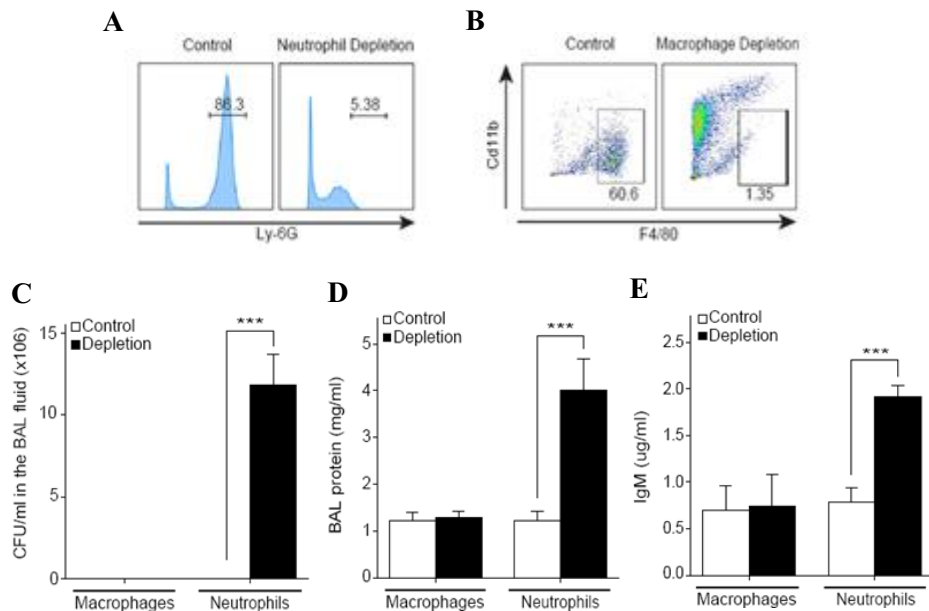 A
Control
Neutrophil Depletion
86.3
5.38
Ly-6G
B
Control
Macrophage Depletion
Cd11b
60.6
1.35
F4/80
C
Control
Depletion
***
CFU/ml in the BAL fluid (x106)
15
10
5
0
Macrophages
Neutrophils
D
Control
Depletion
***
BAL protein (mg/ml)
5
4
3
2
1
0
Macrophages
Neutrophils
E
Control
Depletion
***
IgM (ug/ml)
2.5
2.0
1.5
1.0
0.5
0.0
Macrophages
Neutrophils